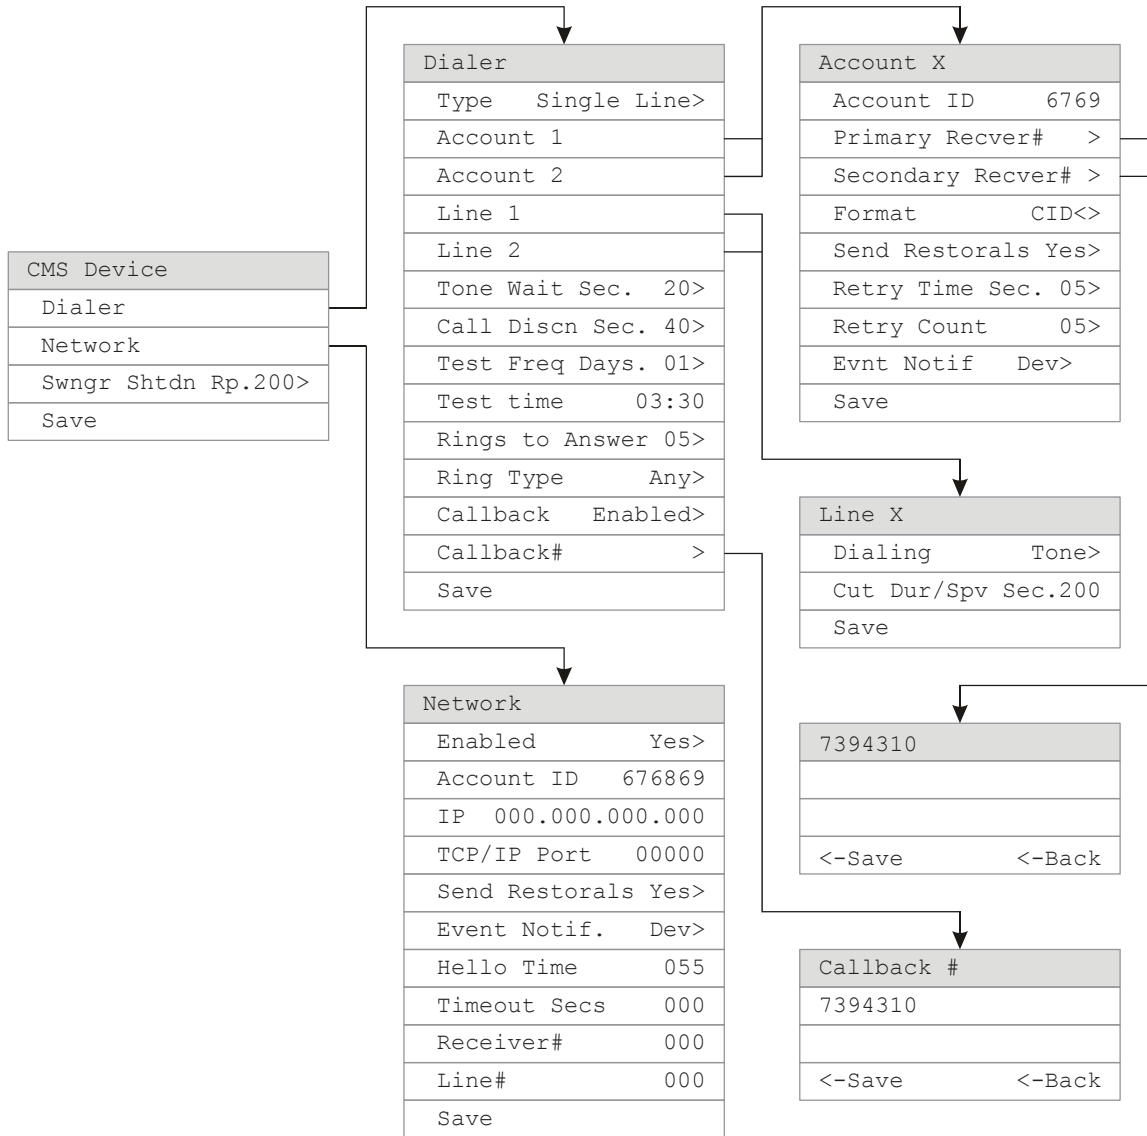 CMS Device
Dialer
Network
Swngr Shtdn Rp.200>
Save
Dialer
Type Single Line>
Account 1
Account 2
Line 1
Line 2
Tone Wait Sec. 20>
Call Discn Sec. 40>
Test Freq Days. 01>
Test time 03:30
Rings to Answer 05>
Ring Type Any>
Callback Enabled>
Callback# >
Save
Network
Enabled Yes>
Account ID 676869
IP 000.000.000.000
TCP/IP Port 00000
Send Restorals Yes>
Event Notif. Dev>
Hello Time 055
Timeout Secs 000
Receiver# 000
Line# 000
Save
Account X
Account ID 6769
Primary Recver# >
Secondary Recver# >
Format CID<>
Send Restorals Yes>
Retry Time Sec. 05>
Retry Count 05>
Evnt Notif Dev>
Save
Line X
Dialing Tone>
Cut Dur/Spv Sec.200
Save
7394310
<-Save <-Back
Callback #
7394310
<-Save <-Back